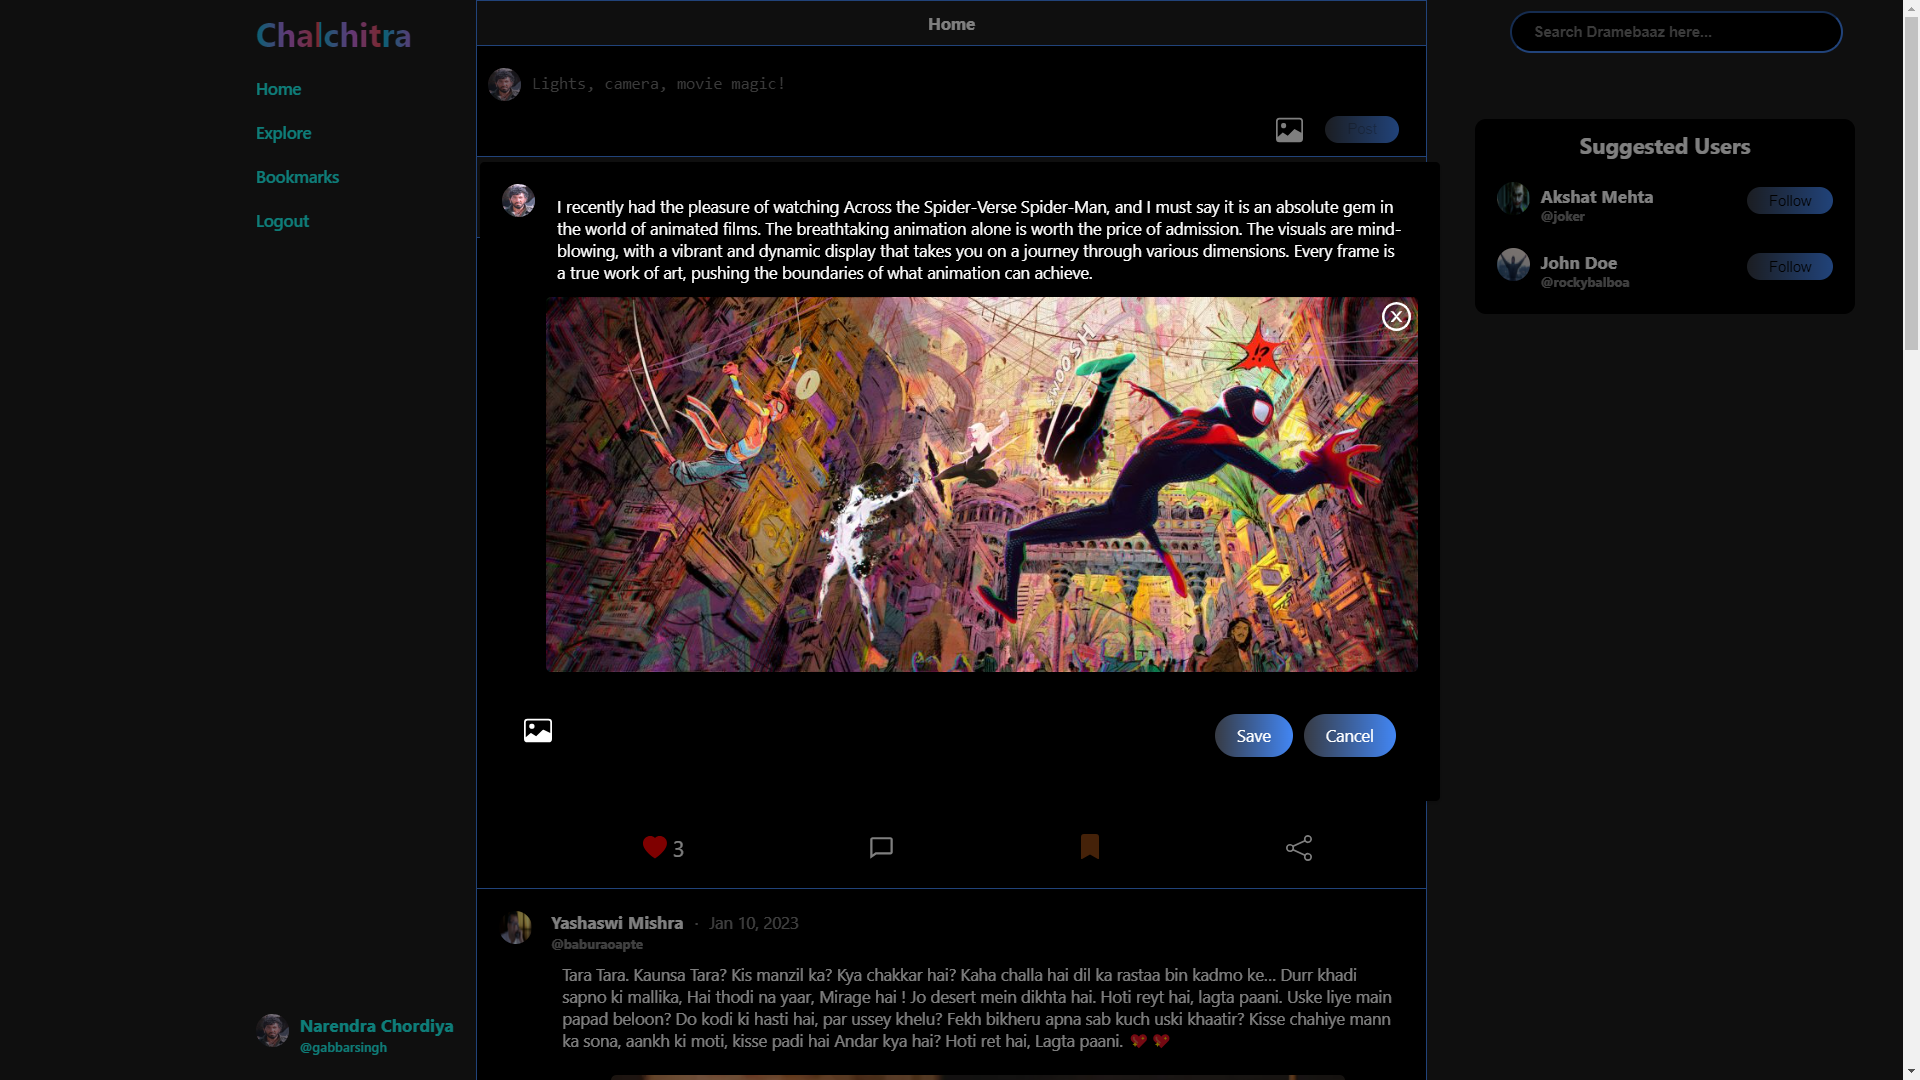 Chalchitra
Home
Explore
Bookmarks
Logout
Narendra Chordiya
@gabbarsingh
Home
Lights, camera, movie magic!
Post
I recently had the pleasure of watching Across the Spider-Verse Spider-Man, and I must say it is an absolute gem in
the world of animated films. The breathtaking animation alone is worth the price of admission. The visuals are mind-
blowing, with a vibrant and dynamic display that takes you on a journey through various dimensions. Every frame is
a true work of art, pushing the boundaries of what animation can achieve.
SWOOSH
!?
Save
Cancel
3
Yashaswi Mishra · Jan 10, 2023
@baburaoapte
Tara Tara. Kaunsa Tara? Kis manzil ka? Kya chakkar hai? Kaha challa hai dil ka rastaa bin kadmo ke... Durr khadi
sapno ki mallika, Hai thodi na yaar, Mirage hai ! Jo desert mein dikhta hai. Hoti reyt hai, lagta paani. Uske liye main
papad beloon? Do kodi ki hasti hai, par ussey khelu? Fekh bikheru apna sab kuch uski khaatir? Kisse chahiye mann
ka sona, aankh ki moti, kisse padi hai Andar kya hai? Hoti ret hai, Lagta paani. 💖 💖
Search Dramebaaz here...
Suggested Users
Akshat Mehta
@joker
Follow
John Doe
@rockybalboa
Follow